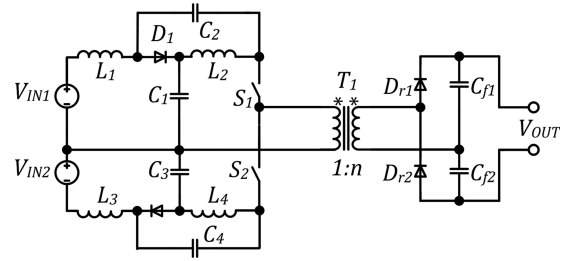 C2
D1
L1
L2
VIN1
C1
S1
T1
* *
Dr1
Cf1
VOUT
VIN2
C3
S2
1:n
Dr2
Cf2
L3
L4
C4